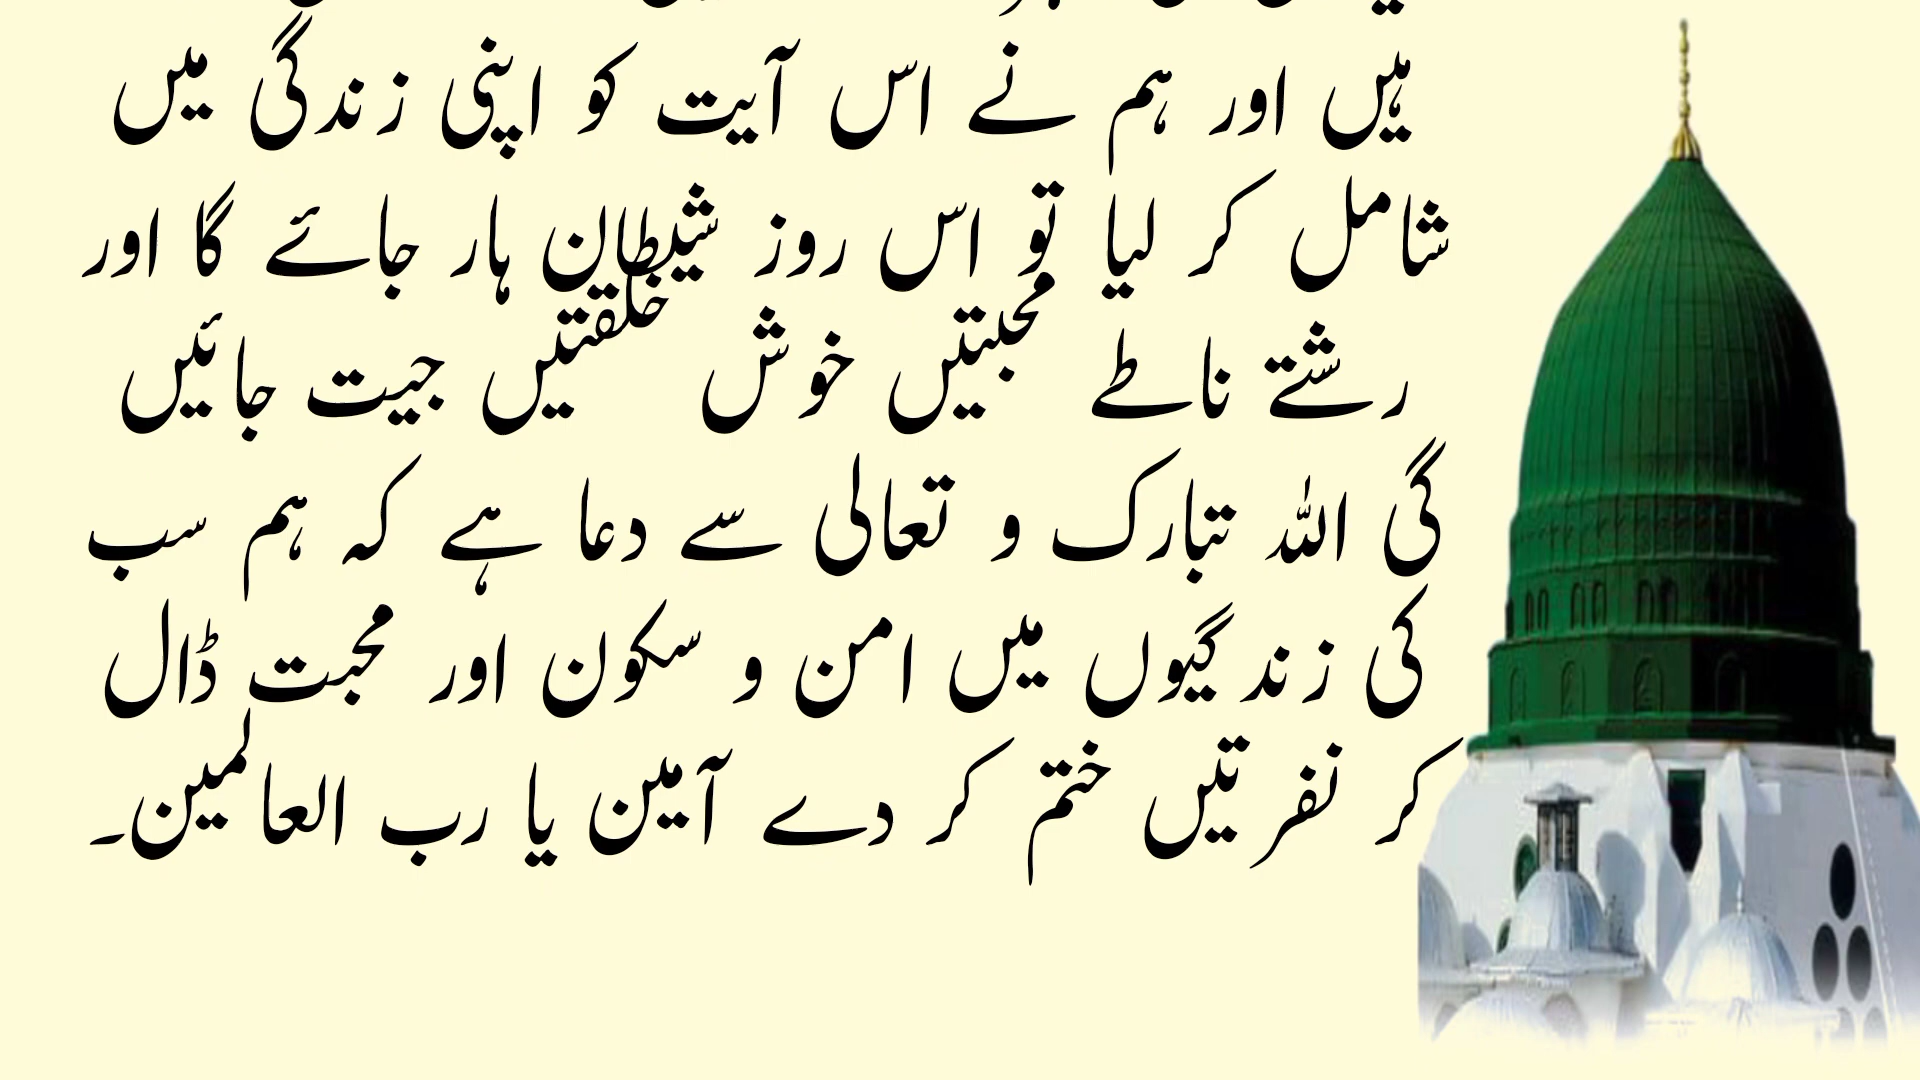 ہیں اور ہم نے اس آیت کو اپنی زندگی میں
شامل کر لیا تو اس روز شیطان ہار جائے گا اور
رشتے ناطے محبتیں خوش خلقتیں جیت جائیں
گی اللہ تبارک و تعالی سے دعا ہے کہ ہم سب
کی زندگیوں میں امن و سکون اور محبت ڈال
کر نفرتیں ختم کر دے آمین یا رب العالمین۔